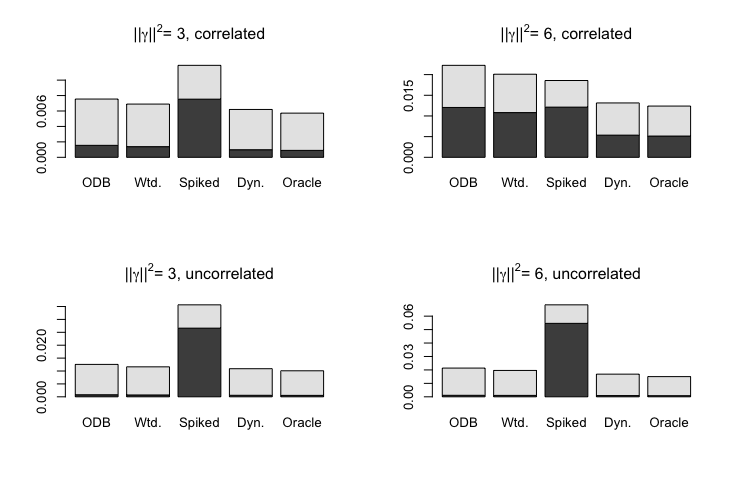 ||γ||²= 3, correlated
0.006
0.000
ODB Wtd. Spiked Dyn. Oracle
||γ||²= 6, correlated
0.015
0.000
ODB Wtd. Spiked Dyn. Oracle
||γ||²= 3, uncorrelated
0.020
0.000
ODB Wtd. Spiked Dyn. Oracle
||γ||²= 6, uncorrelated
0.06
0.03
0.00
ODB Wtd. Spiked Dyn. Oracle